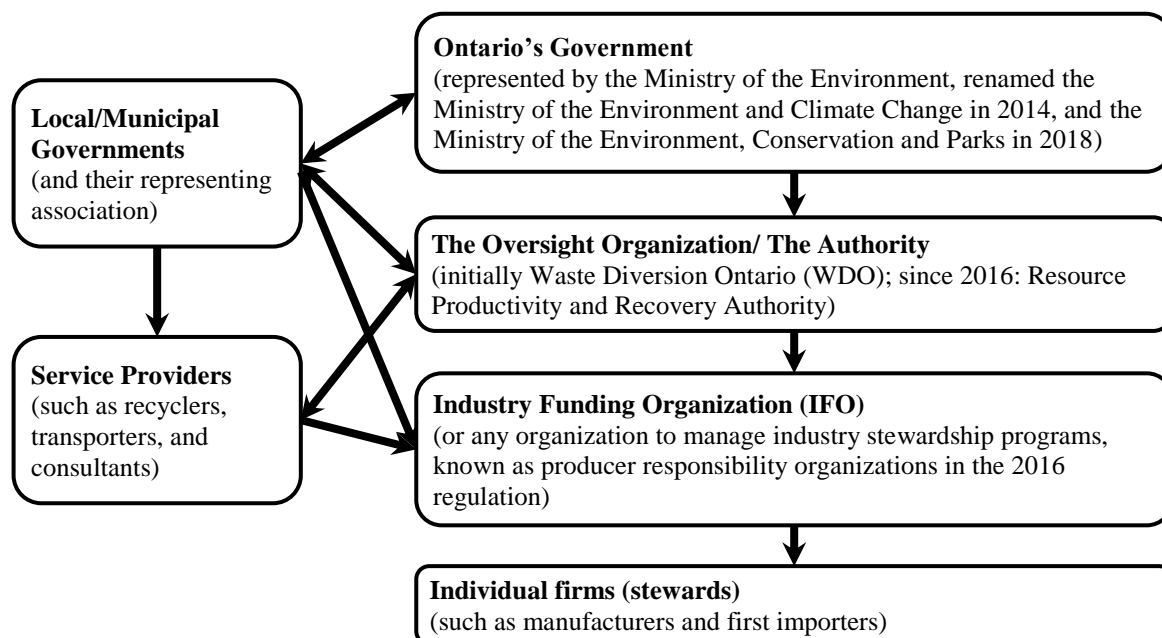 Ontario’s Government
(represented by the Ministry of the Environment, renamed the
Ministry of the Environment and Climate Change in 2014, and the
Ministry of the Environment, Conservation and Parks in 2018)
Local/Municipal
Governments
(and their representing
association)
The Oversight Organization/ The Authority
(initially Waste Diversion Ontario (WDO); since 2016: Resource
Productivity and Recovery Authority)
Service Providers
(such as recyclers,
transporters, and
consultants)
Industry Funding Organization (IFO)
(or any organization to manage industry stewardship programs,
known as producer responsibility organizations in the 2016
regulation)
Individual firms (stewards)
(such as manufacturers and first importers)